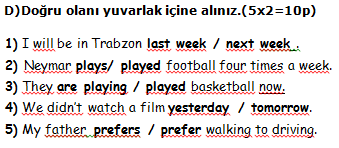 D)Doğru olanı yuvarlak içine alınız.(5x2=10p)
1) I will be in Trabzon last week / next week .
2) Neymar plays/ played football four times a week.
3) They are playing / played basketball now.
4) We didn't watch a film yesterday / tomorrow.
5) My father prefers / prefer walking to driving.